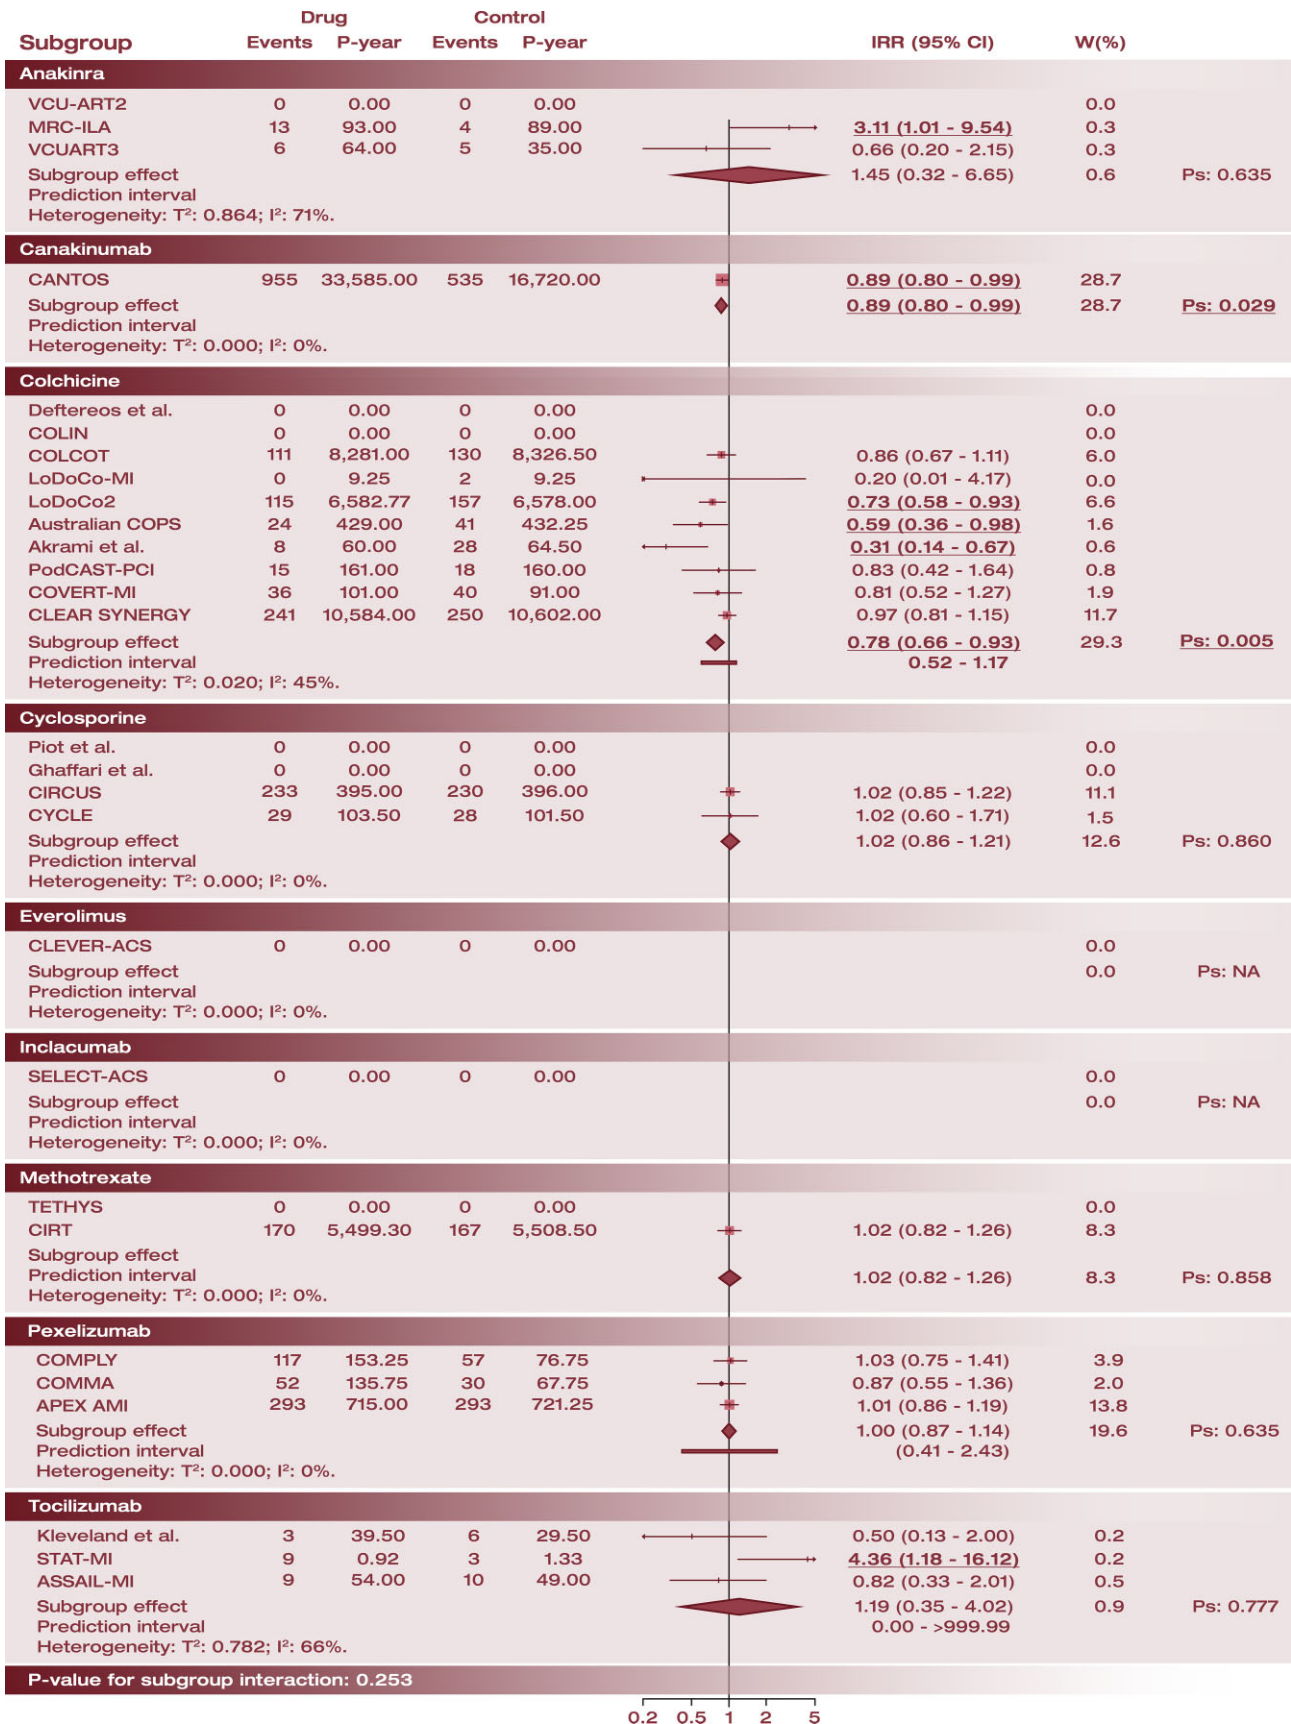 Drug Control
Subgroup Events P-year Events P-year IRR (95% CI) W(%)
Anakinra
VCU-ART2 0 0.00 0 0.00 0.0
MRC-ILA 13 93.00 4 89.00 3.11 (1.01 - 9.54) 0.3
VCUART3 6 64.00 5 35.00 0.66 (0.20 - 2.15) 0.3
Subgroup effect 1.45 (0.32 - 6.65) 0.6 Ps: 0.635
Prediction interval
Heterogeneity: T²: 0.864; I²: 71%.
Canakinumab
CANTOS 955 33,585.00 535 16,720.00 0.89 (0.80 - 0.99) 28.7
Subgroup effect 0.89 (0.80 - 0.99) 28.7 Ps: 0.029
Prediction interval
Heterogeneity: T²: 0.000; I²: 0%.
Colchicine
Deftereos et al. 0 0.00 0 0.00 0.0
COLIN 0 0.00 0 0.00 0.0
COLCOT 111 8,281.00 130 8,326.50 0.86 (0.67 - 1.11) 6.0
LoDoCo-MI 0 9.25 2 9.25 0.20 (0.01 - 4.17) 0.0
LoDoCo2 115 6,582.77 157 6,578.00 0.73 (0.58 - 0.93) 6.6
Australian COPS 24 429.00 41 432.25 0.59 (0.36 - 0.98) 1.6
Akrami et al. 8 60.00 28 64.50 0.31 (0.14 - 0.67) 0.6
PodCAST-PCI 15 161.00 18 160.00 0.83 (0.42 - 1.64) 0.8
COVERT-MI 36 101.00 40 91.00 0.81 (0.52 - 1.27) 1.9
CLEAR SYNERGY 241 10,584.00 250 10,602.00 0.97 (0.81 - 1.15) 11.7
Subgroup effect 0.78 (0.66 - 0.93) 29.3 Ps: 0.005
Prediction interval 0.52 - 1.17
Heterogeneity: T²: 0.020; I²: 45%.
Cyclosporine
Piot et al. 0 0.00 0 0.00 0.0
Ghaffari et al. 0 0.00 0 0.00 0.0
CIRCUS 233 395.00 230 396.00 1.02 (0.85 - 1.22) 11.1
CYCLE 29 103.50 28 101.50 1.02 (0.60 - 1.71) 1.5
Subgroup effect 1.02 (0.86 - 1.21) 12.6 Ps: 0.860
Prediction interval
Heterogeneity: T²: 0.000; I²: 0%.
Everolimus
CLEVER-ACS 0 0.00 0 0.00 0.0
Subgroup effect 0.0 Ps: NA
Prediction interval
Heterogeneity: T²: 0.000; I²: 0%.
Inclacumab
SELECT-ACS 0 0.00 0 0.00 0.0
Subgroup effect 0.0 Ps: NA
Prediction interval
Heterogeneity: T²: 0.000; I²: 0%.
Methotrexate
TETHYS 0 0.00 0 0.00 0.0
CIRT 170 5,499.30 167 5,508.50 1.02 (0.82 - 1.26) 8.3
Subgroup effect
Prediction interval 1.02 (0.82 - 1.26) 8.3 Ps: 0.858
Heterogeneity: T²: 0.000; I²: 0%.
Pexelizumab
COMPLY 117 153.25 57 76.75 1.03 (0.75 - 1.41) 3.9
COMMA 52 135.75 30 67.75 0.87 (0.55 - 1.36) 2.0
APEX AMI 293 715.00 293 721.25 1.01 (0.86 - 1.19) 13.8
Subgroup effect 1.00 (0.87 - 1.14) 19.6 Ps: 0.635
Prediction interval (0.41 - 2.43)
Heterogeneity: T²: 0.000; I²: 0%.
Tocilizumab
Kleveland et al. 3 39.50 6 29.50 0.50 (0.13 - 2.00) 0.2
STAT-MI 9 0.92 3 1.33 4.36 (1.18 - 16.12) 0.2
ASSAIL-MI 9 54.00 10 49.00 0.82 (0.33 - 2.01) 0.5
Subgroup effect 1.19 (0.35 - 4.02) 0.9 Ps: 0.777
Prediction interval 0.00 - >999.99
Heterogeneity: T²: 0.782; I²: 66%.
P-value for subgroup interaction: 0.253
0.2 0.5 1 2 5